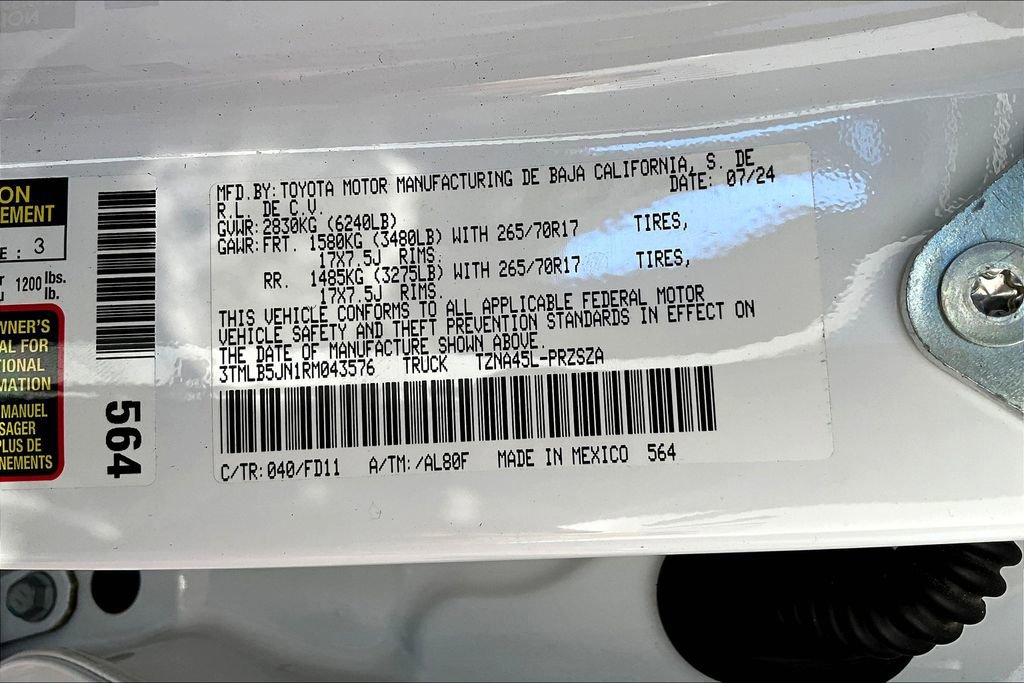 MFD.BY:TOYOTA MOTOR MANUFACTURING DE BAJA CALIFORNIA, S. DE
R.L. DE C.V. DATE: 07/24
GVWR:2830KG (6240LB)
GAWR:FRT. 1580KG (3480LB) WITH 265/70R17 TIRES,
17X7.5J RIMS.
RR. 1485KG (3275LB) WITH 265/70R17 TIRES,
17X7.5J RIMS.
THIS VEHICLE CONFORMS TO ALL APPLICABLE FEDERAL MOTOR
VEHICLE SAFETY AND THEFT PREVENTION STANDARDS IN EFFECT ON
THE DATE OF MANUFACTURE SHOWN ABOVE.
3TMLB5JN1RM043576 TRUCK TZNA45L-PRZSZA
C/TR:040/FD11 A/TM:/AL80F MADE IN MEXICO 564
ON
EMENT
E : 3
1200 lbs.
lb.
WNER'S
AL FOR
TIONAL
MATION
MANUEL
SAGER
PLUS DE
NEMENTS
564